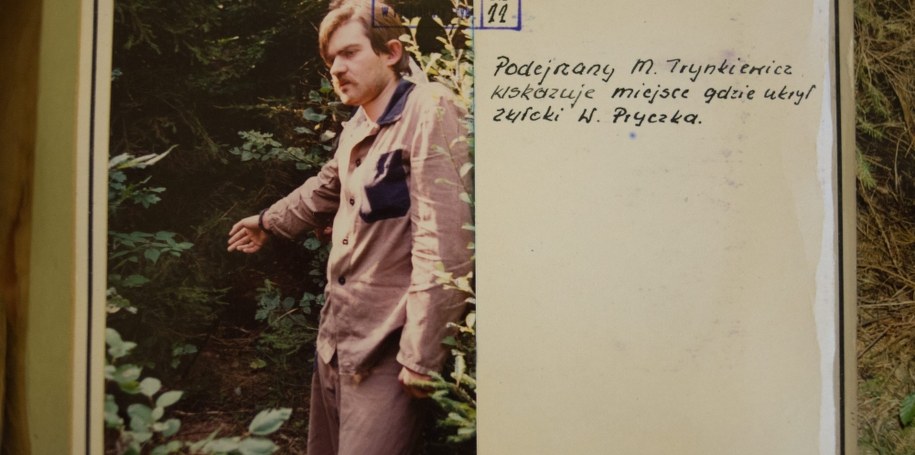 11
Podejrzany M. Trynkiewicz
wskazuje miejsce gdzie ukrył
zwłoki W. Pryczka.